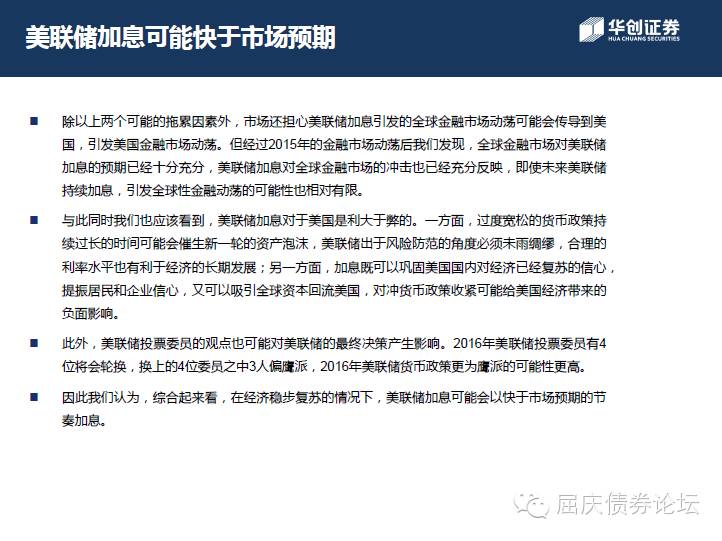 美联储加息可能快于市场预期
华创证券
HUA CHUANG SECURITIES
除以上两个可能的拖累因素外，市场还担心美联储加息引发的全球金融市场动荡可能会传导到美
国，引发美国金融市场动荡。但经过2015年的金融市场动荡后我们发现，全球金融市场对美联储
加息的预期已经十分充分，美联储加息对全球金融市场的冲击也已经充分反映，即使未来美联储
持续加息，引发全球性金融动荡的可能性也相对有限。
与此同时我们也应该看到，美联储加息对于美国是利大于弊的。一方面，过度宽松的货币政策持
续过长的时间可能会催生新一轮的资产泡沫，美联储出于风险防范的角度必须未雨绸缪，合理的
利率水平也有利于经济的长期发展；另一方面，加息既可以巩固美国国内对经济已经复苏的信心，
提振居民和企业信心，又可以吸引全球资本回流美国，对冲货币政策收紧可能给美国经济带来的
负面影响。
此外，美联储投票委员的观点也可能对美联储的最终决策产生影响。2016年美联储投票委员有4
位将会轮换，换上的4位委员之中3人偏鹰派，2016年美联储货币政策更为鹰派的可能性更高。
因此我们认为，综合起来看，在经济稳步复苏的情况下，美联储加息可能会以快于市场预期的节
奏加息。
屈庆债券论坛